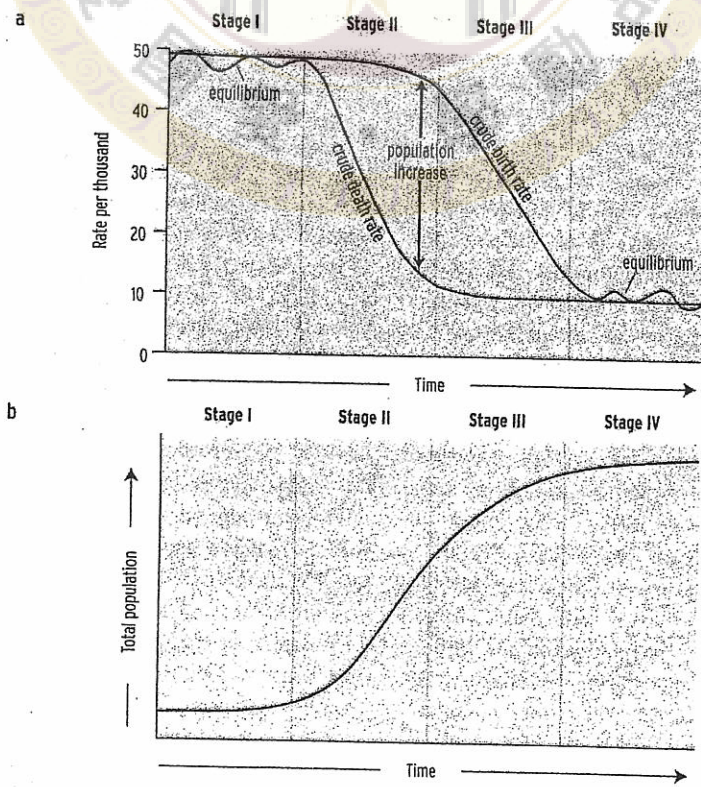 a
Stage I Stage II Stage III Stage IV
50
40
30
20
10
0
Rate per thousand
equilibrium
crude death rate
population
increase
crude birth rate
equilibrium
Time
b
Stage I Stage II Stage III Stage IV
Total population
Time